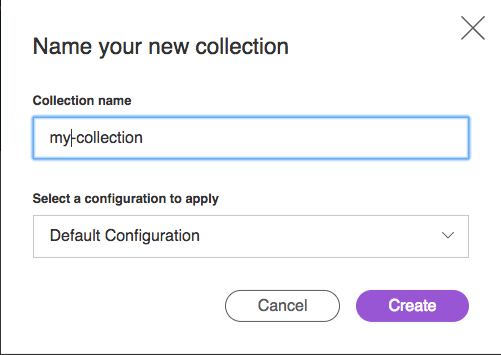 Name your new collection
Collection name
my-collection
Select a configuration to apply
Default Configuration
Cancel
Create